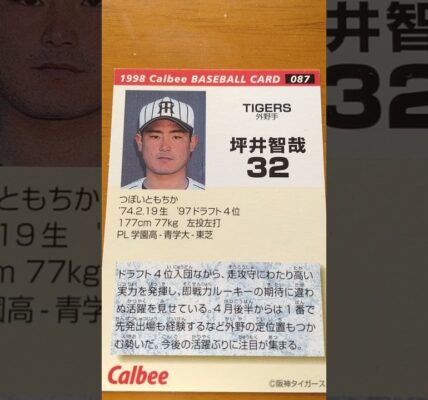 1998 Calbee BASEBALL CARD 087
TIGERS
外野手
坪井智哉
32
つぼいともちか
'74.2.19生 '97ドラフト4位
177cm 77kg 左投左打
PL学園高-青学大-東芝
ドラフト4位入団ながら、走攻守にわたり高い
実力を発揮し、即戦力ルーキーの期待に違わ
ぬ活躍を見せている。4月後半からは1番で
先発出場も経験するなど外野の定位置もつか
む勢いだ。今後の活躍ぶりに注目が集まる。
Calbee
©阪神タイガース